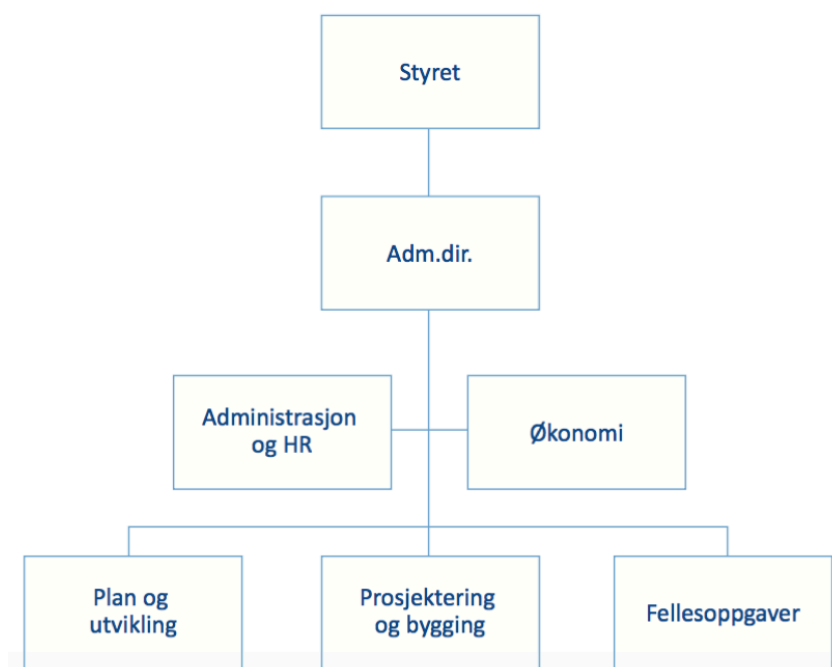 Styret
Adm.dir.
Administrasjon
og HR
Økonomi
Plan og
utvikling
Prosjektering
og bygging
Fellesoppgaver